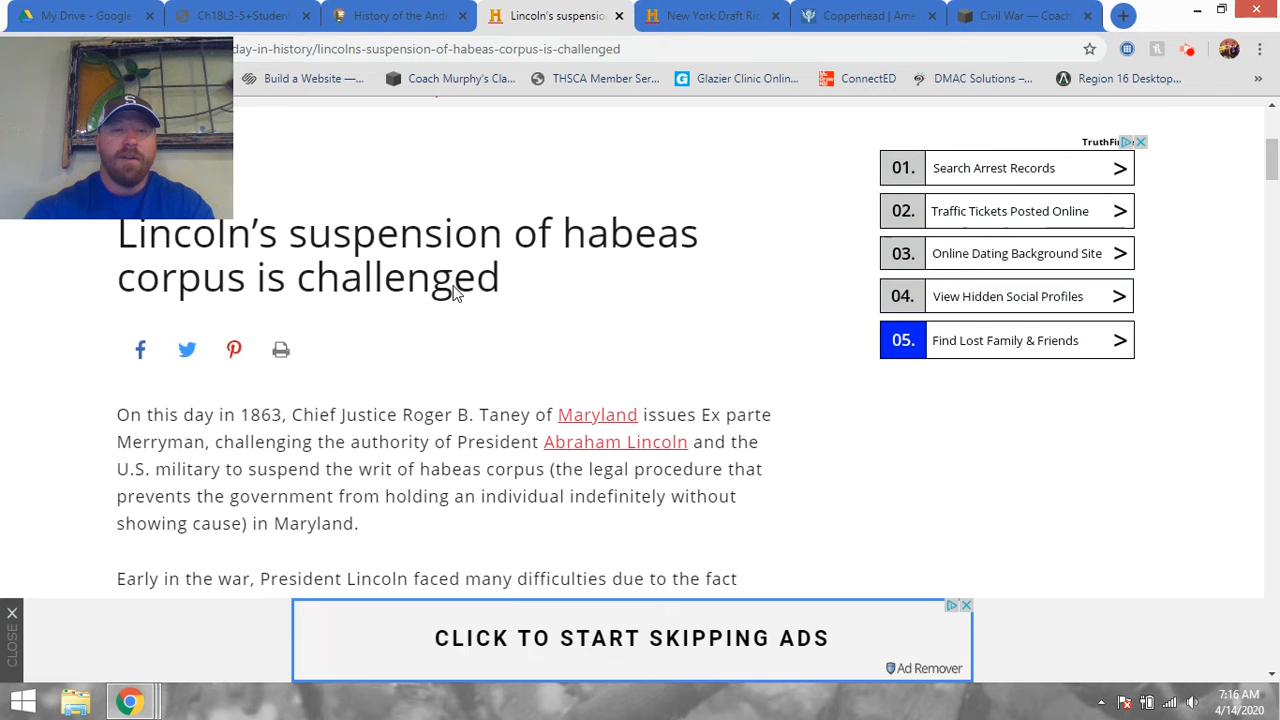 My Drive - Google
Ch18L3-5+Student
History of the And
Lincoln's suspensio
New York Draft Rio
Copperhead | Ame
Civil War — Coach
day-in-history/lincolns-suspension-of-habeas-corpus-is-challenged
Build a Website —...
Coach Murphy's Cla...
THSCA Member Ser...
Glazier Clinic Onlin...
ConnectED
DMAC Solutions –...
Region 16 Desktop...
»
S
TruthFi
01. Search Arrest Records >
02. Traffic Tickets Posted Online >
03. Online Dating Background Site >
04. View Hidden Social Profiles >
05. Find Lost Family & Friends >
Lincoln's suspension of habeas
corpus is challenged
On this day in 1863, Chief Justice Roger B. Taney of Maryland issues Ex parte
Merryman, challenging the authority of President Abraham Lincoln and the
U.S. military to suspend the writ of habeas corpus (the legal procedure that
prevents the government from holding an individual indefinitely without
showing cause) in Maryland.
Early in the war, President Lincoln faced many difficulties due to the fact
CLOSE
CLICK TO START SKIPPING ADS
Ad Remover
7:16 AM
4/14/2020